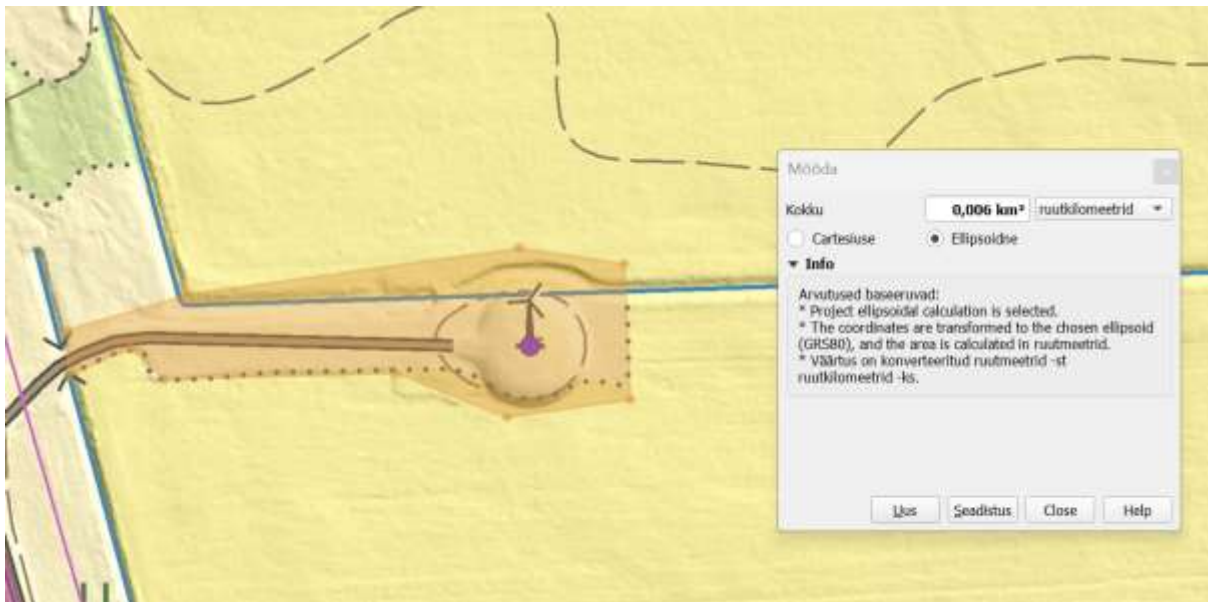 Mõõda
Kokku 0,006 km² ruutkilomeetrid
Cartesiuse Ellipsoidne
Info
Arvutused baseeruvad:
* Project ellipsoidal calculation is selected.
* The coordinates are transformed to the chosen ellipsoid
(GRS80), and the area is calculated in ruutmeetrid.
* Väärtus on konverteeritud ruutmeetrid -st
ruutkilomeetrid -ks.
Uus Seadistus Close Help